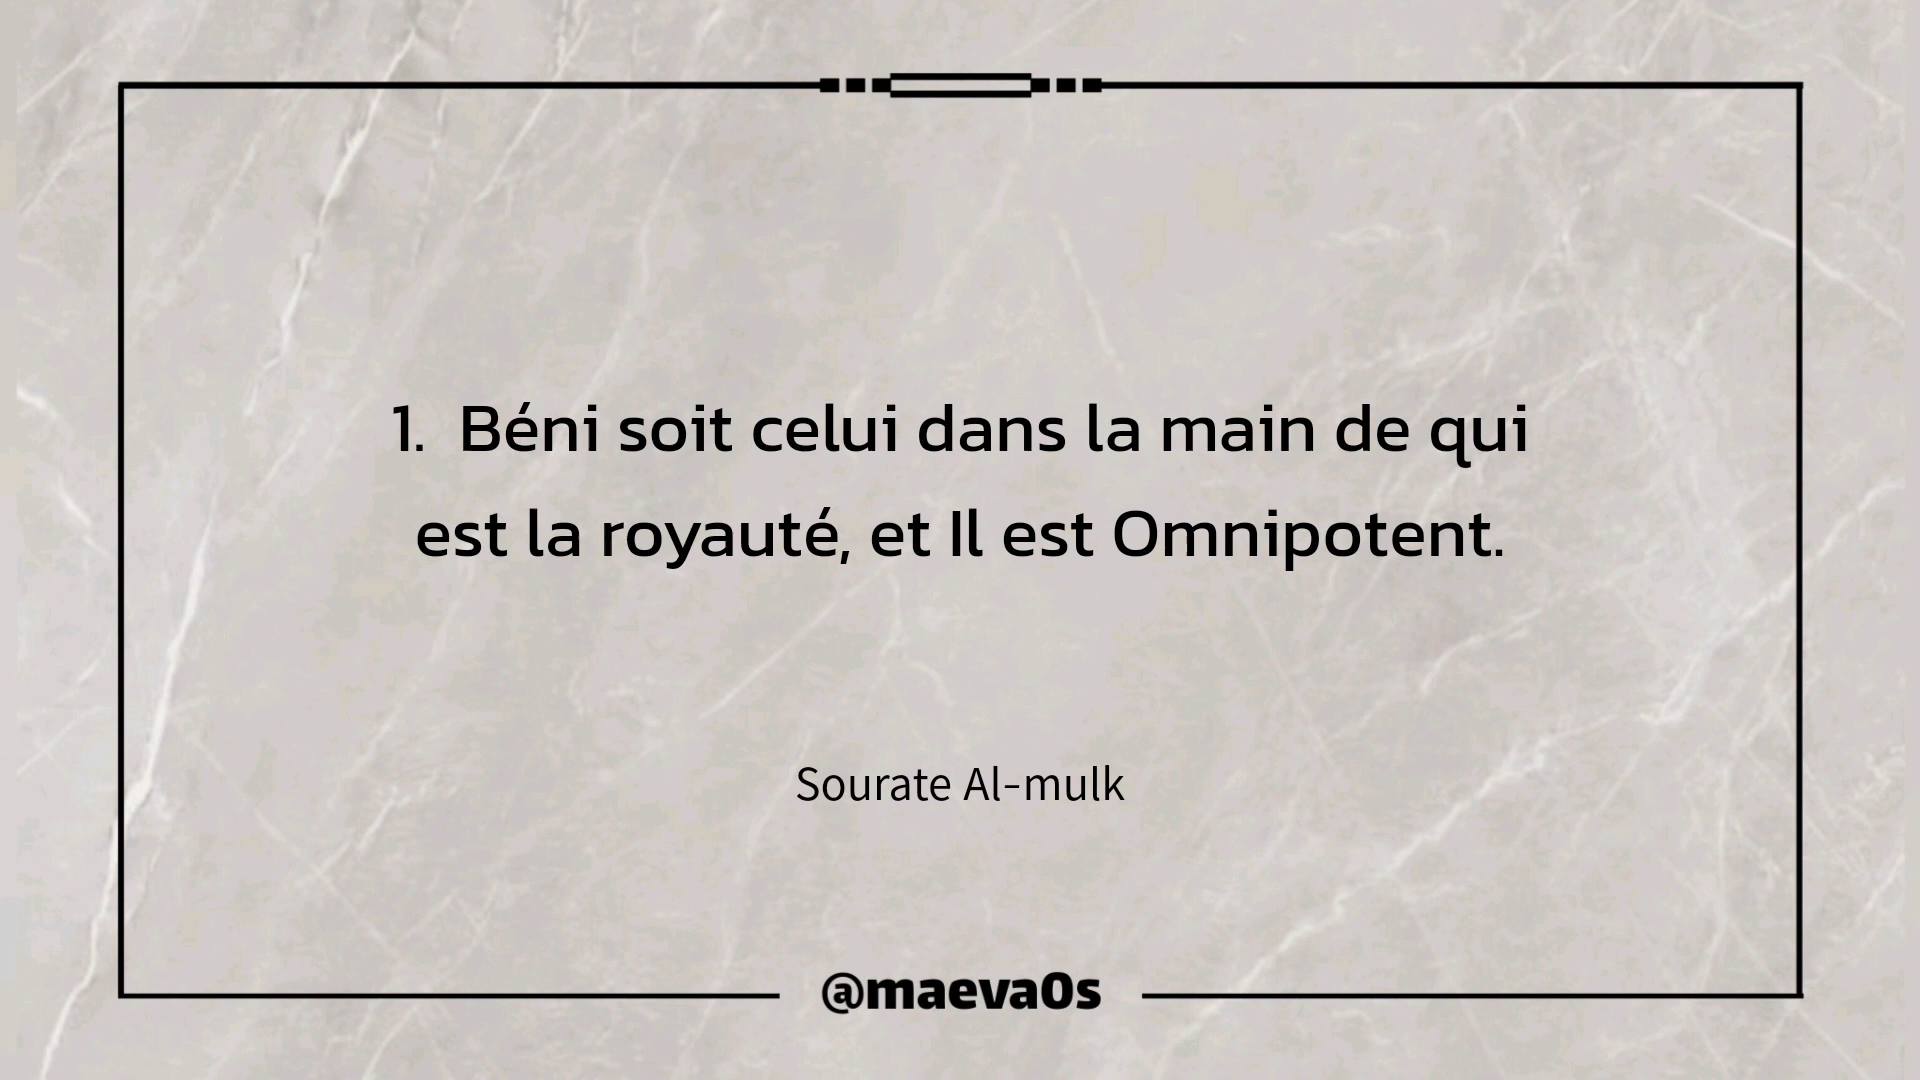 1.  Béni soit celui dans la main de qui
est la royauté, et Il est Omnipotent.
Sourate Al-mulk
@maeva0s